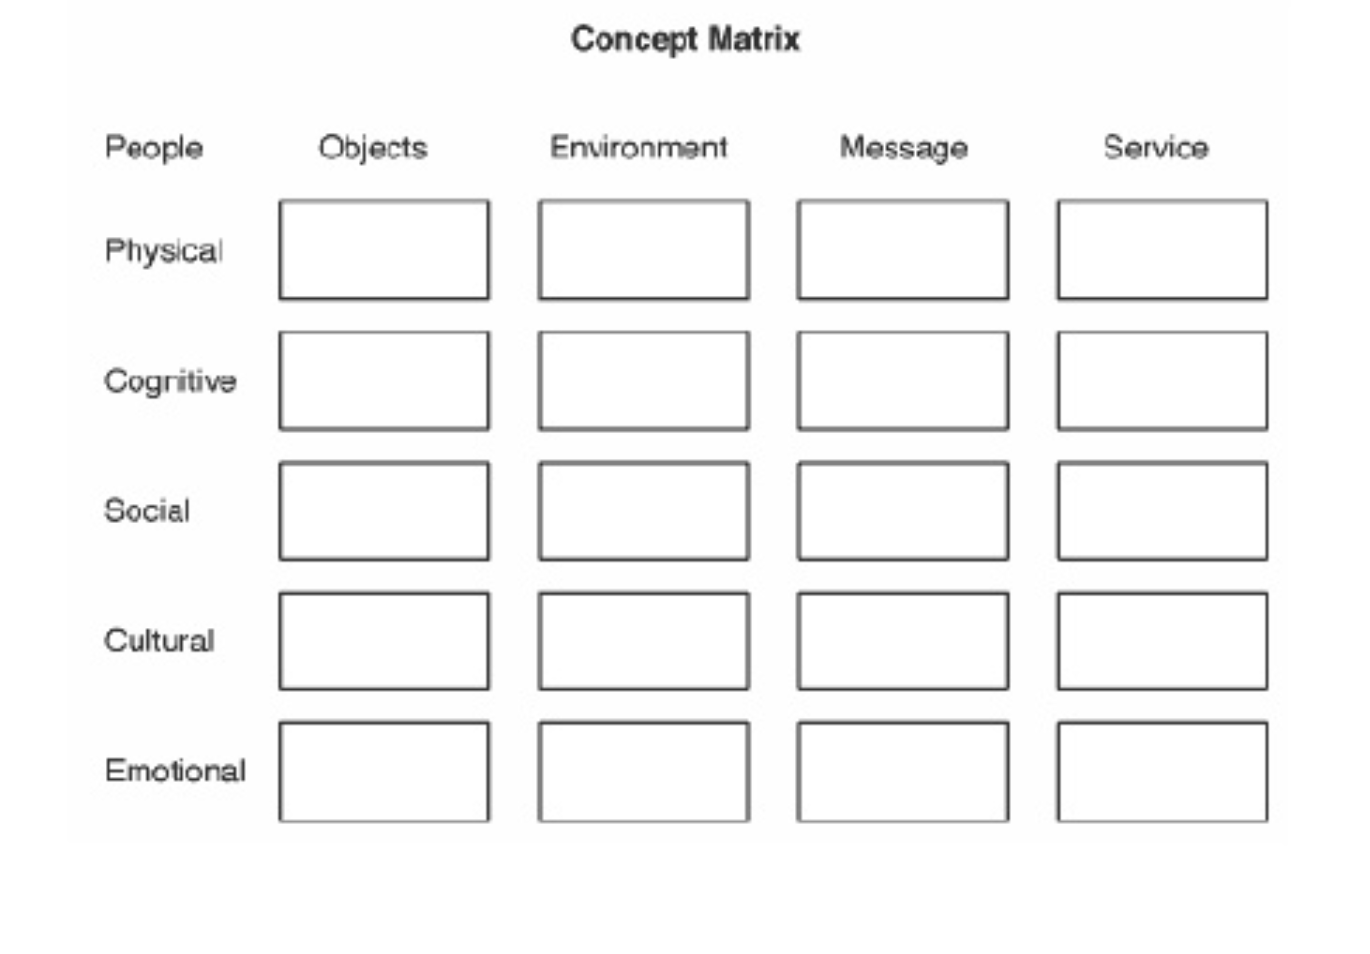 Concept Matrix
People Objects Environment Message Service
Physical
Cognitive
Social
Cultural
Emotional